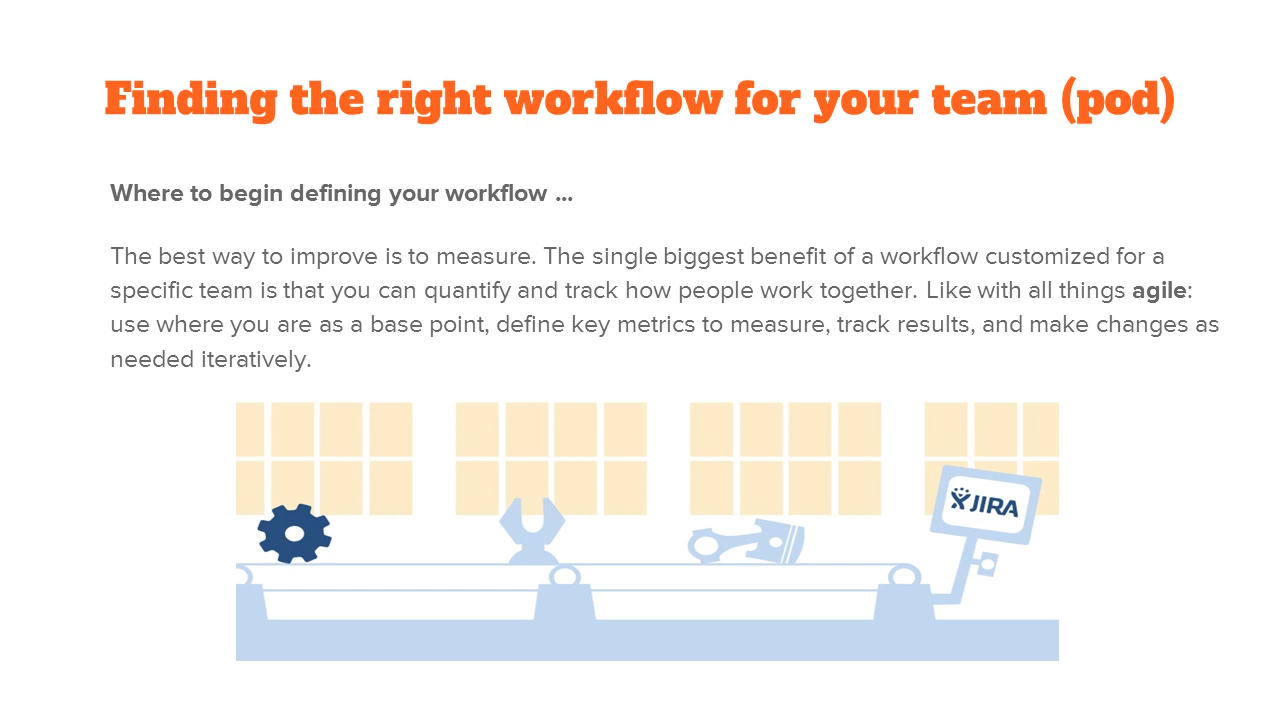 Finding the right workflow for your team (pod)
Where to begin defining your workflow ...
The best way to improve is to measure. The single biggest benefit of a workflow customized for a
specific team is that you can quantify and track how people work together. Like with all things agile:
use where you are as a base point, define key metrics to measure, track results, and make changes as
needed iteratively.
JIRA